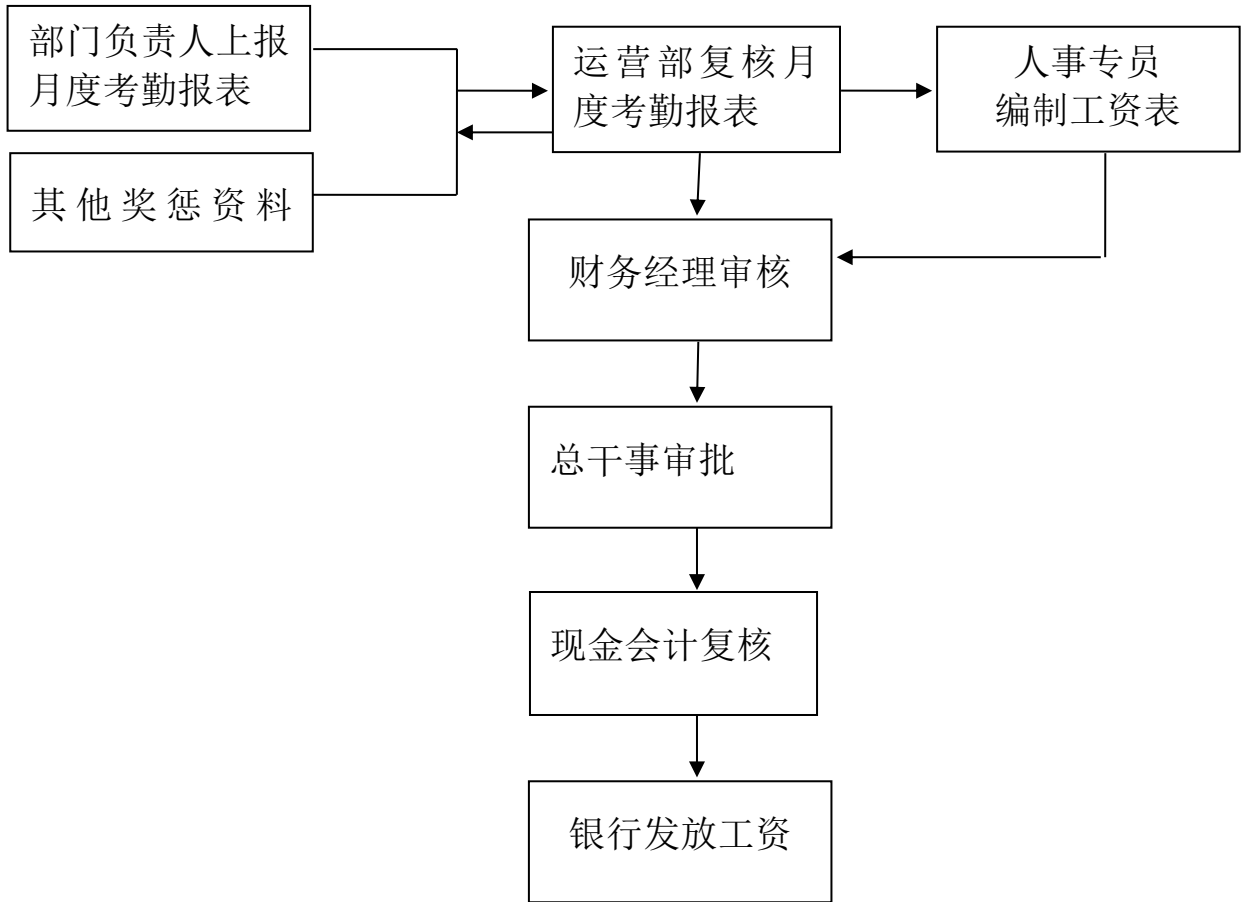 部门负责人上报
月度考勤报表
运营部复核月
度考勤报表
人事专员
编制工资表
其他奖惩资料
财务经理审核
总干事审批
现金会计复核
银行发放工资